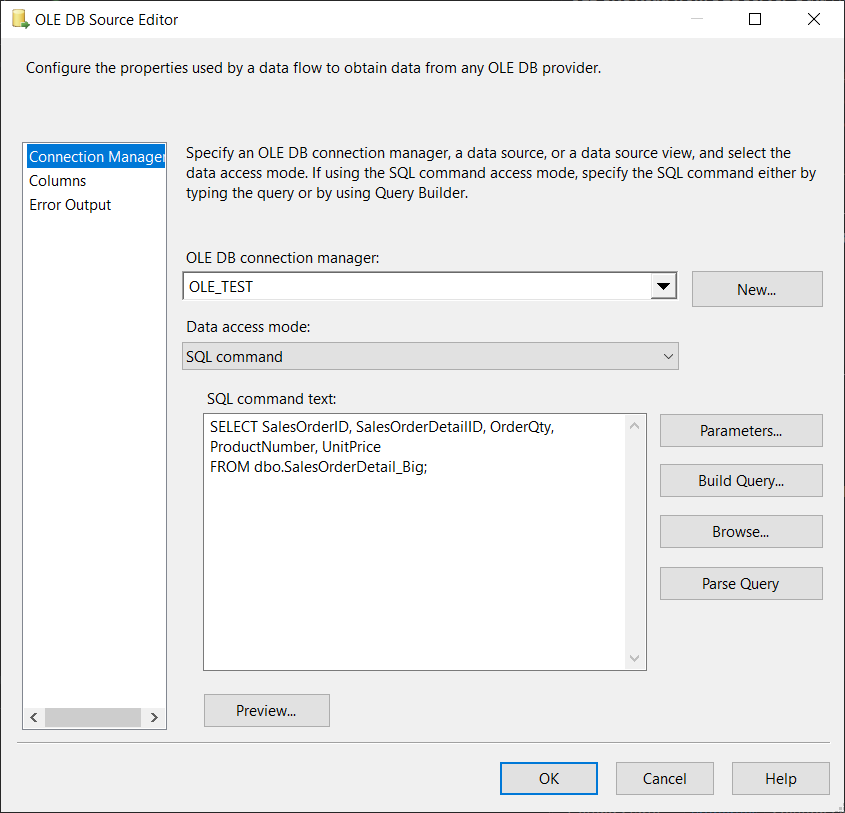 OLE DB Source Editor
Configure the properties used by a data flow to obtain data from any OLE DB provider.
Connection Manager
Columns
Error Output
Specify an OLE DB connection manager, a data source, or a data source view, and select the
data access mode. If using the SQL command access mode, specify the SQL command either by
typing the query or by using Query Builder.
OLE DB connection manager:
OLE_TEST
New...
Data access mode:
SQL command
SQL command text:
SELECT SalesOrderID, SalesOrderDetailID, OrderQty,
ProductNumber, UnitPrice
FROM dbo.SalesOrderDetail_Big;
Parameters...
Build Query...
Browse...
Parse Query
Preview...
OK
Cancel
Help